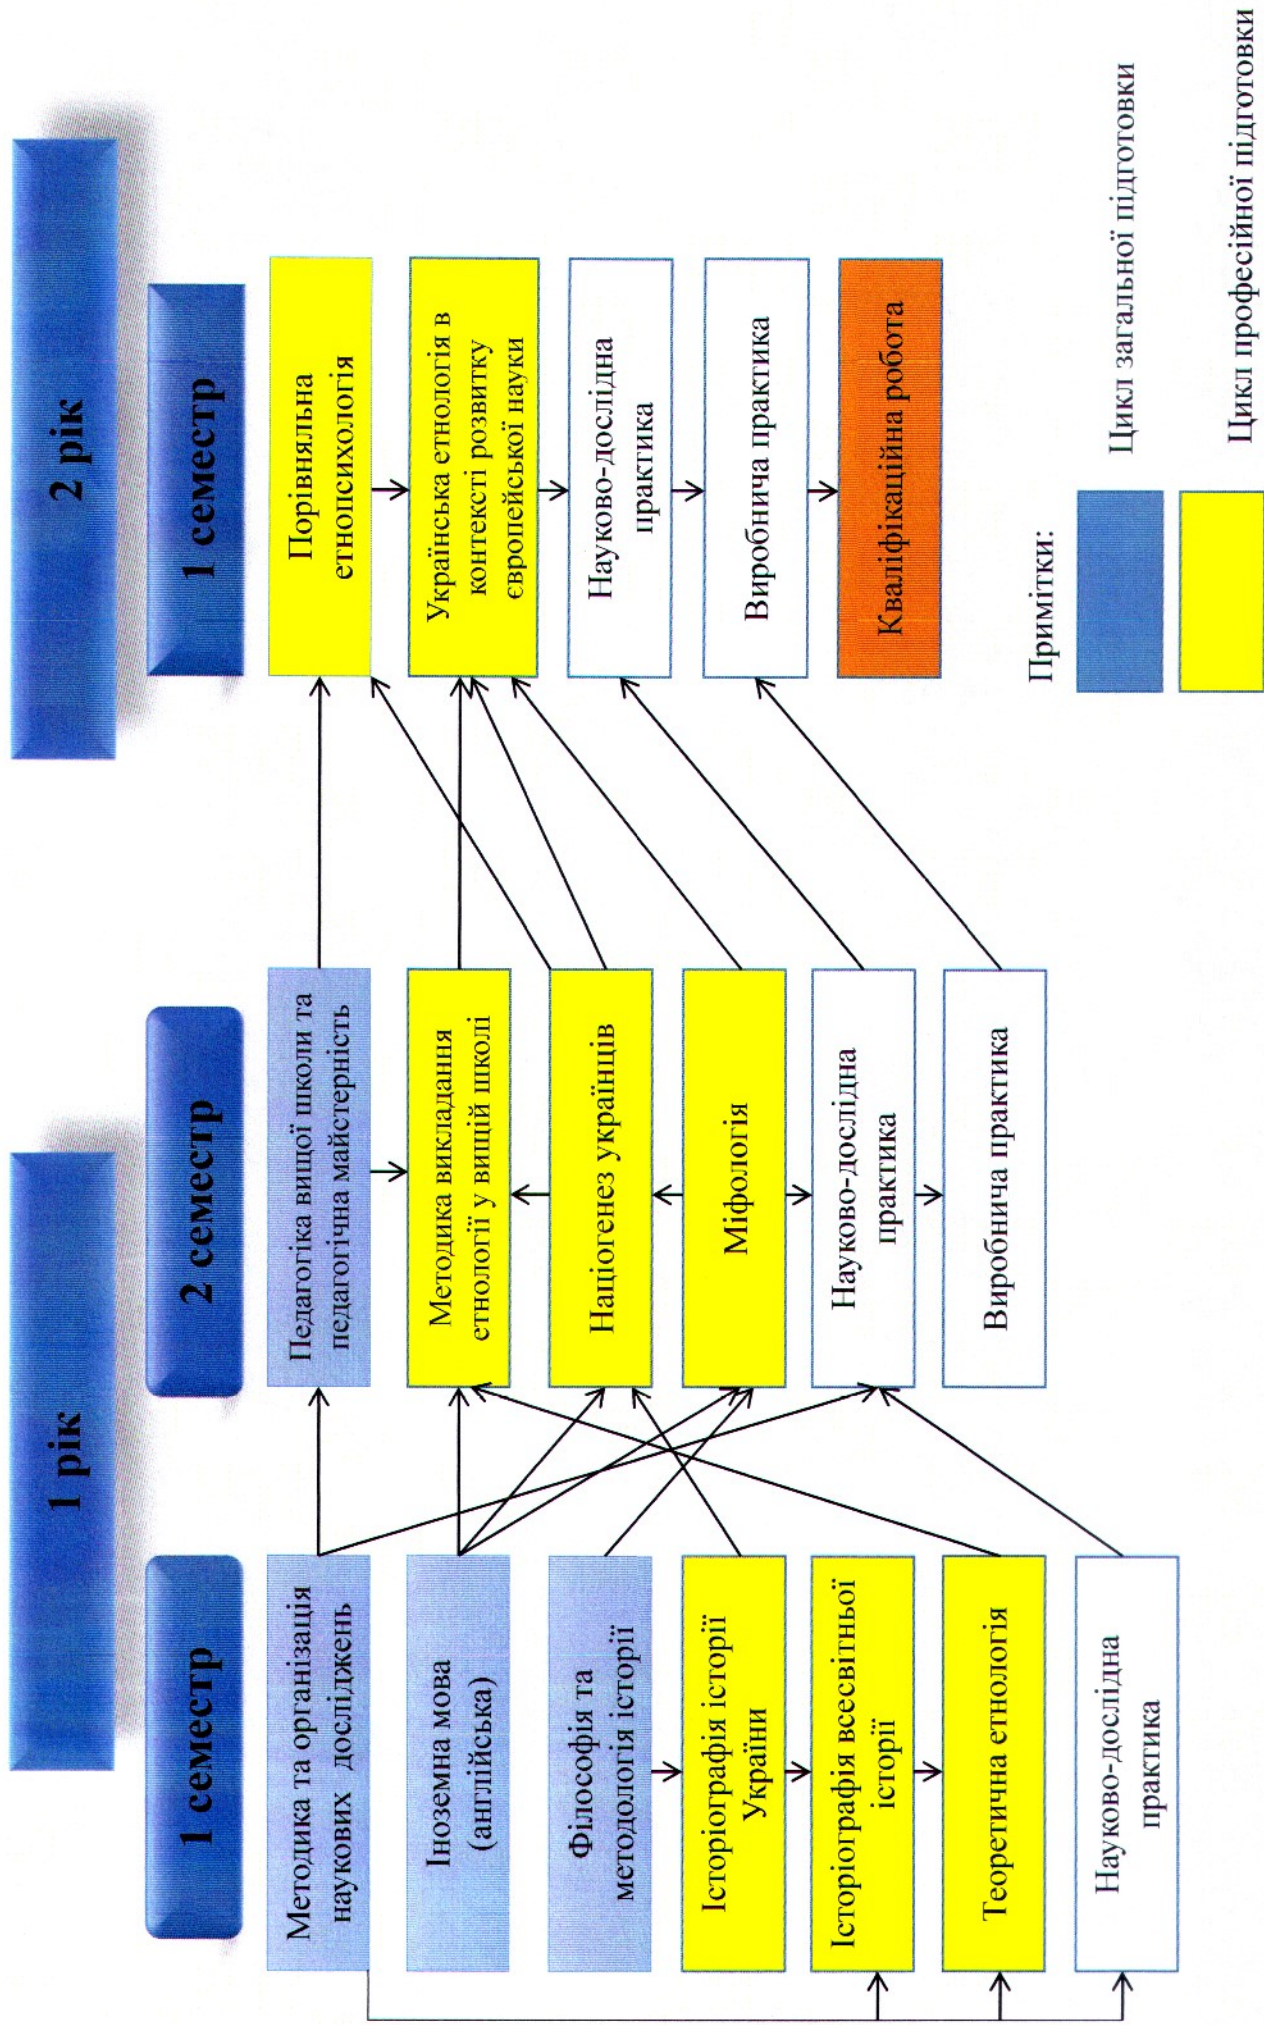 1 рік
2 рік
1 семестр
2 семестр
1 семестр
Методика та організація
наукових досліджень
Іноземна мова
(англійська)
Філософія та
методологія історії
Історіографія історії
України
Історіографія всесвітньої
історії
Теоретична етнологія
Науково-дослідна
практика
Педагогіка вищої школи та
педагогічна майстерність
Методика викладання
етнології у вищій школі
Націогенез українців
Міфологія
Науково-дослідна
практика
Виробнича практика
Порівняльна
етнопсихологія
Українська етнологія в
контексті розвитку
європейської науки
Науково-дослідна
практика
Виробнича практика
Кваліфікаційна робота
Примітки:
Цикл загальної підготовки
Цикл професійної підготовки